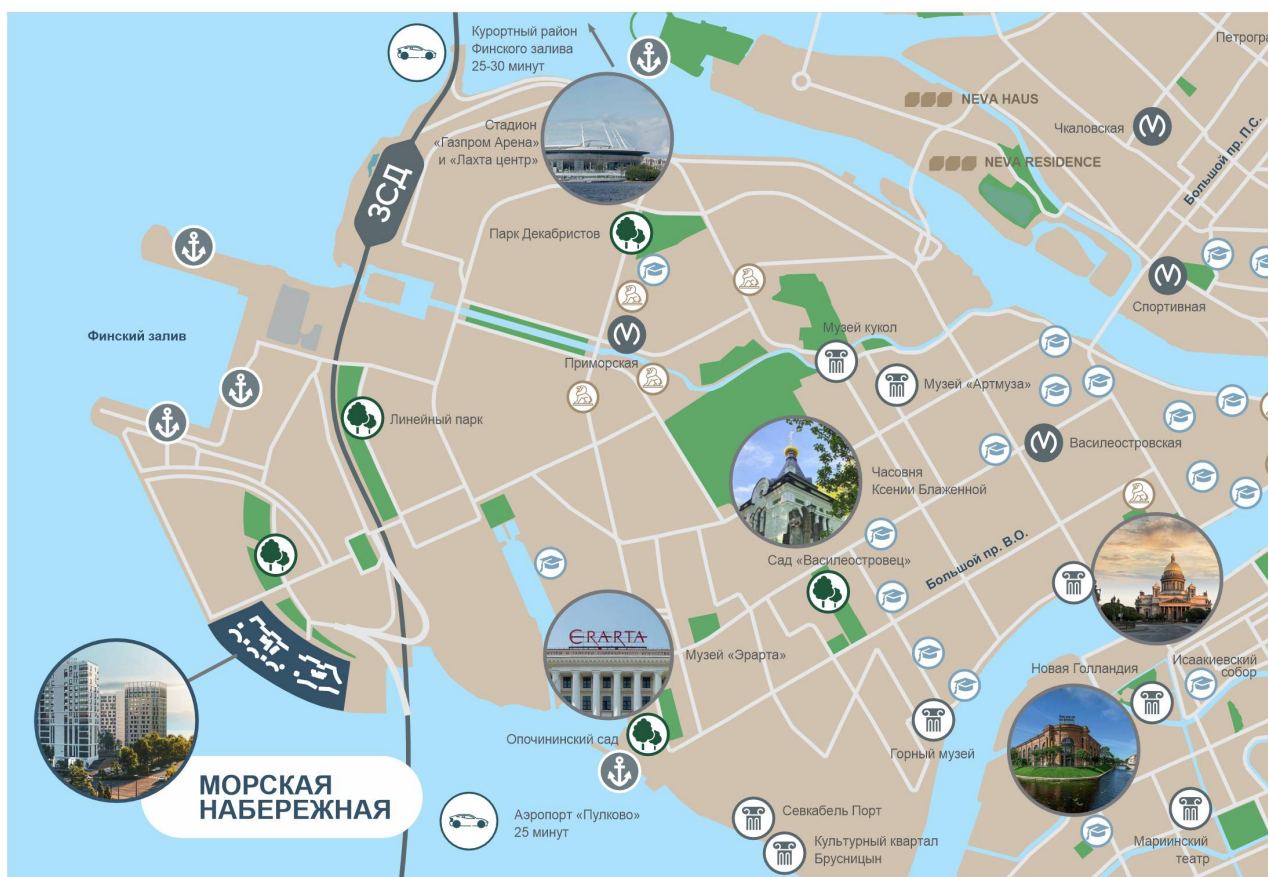 Курортный район
Финского залива
25-30 минут
Петрогра
NEVA HAUS
Чкаловская
Стадион
«Газпром Арена»
и «Лахта центр»
NEVA RESIDENCE
Большой пр. П.С.
ЗСД
Парк Декабристов
Спортивная
Финский залив
Музей кукол
Приморская
Музей «Артмуза»
Линейный парк
Василеостровская
Часовня
Ксении Блаженной
Большой пр. В.О.
Сад «Василеостровец»
ERARTA
Музей «Эрарта»
Новая Голландия
Исаакиевский
собор
Опочининский сад
Горный музей
МОРСКАЯ
НАБЕРЕЖНАЯ
Аэропорт «Пулково»
25 минут
Севкабель Порт
Культурный квартал
Брусницын
Мариинский
театр